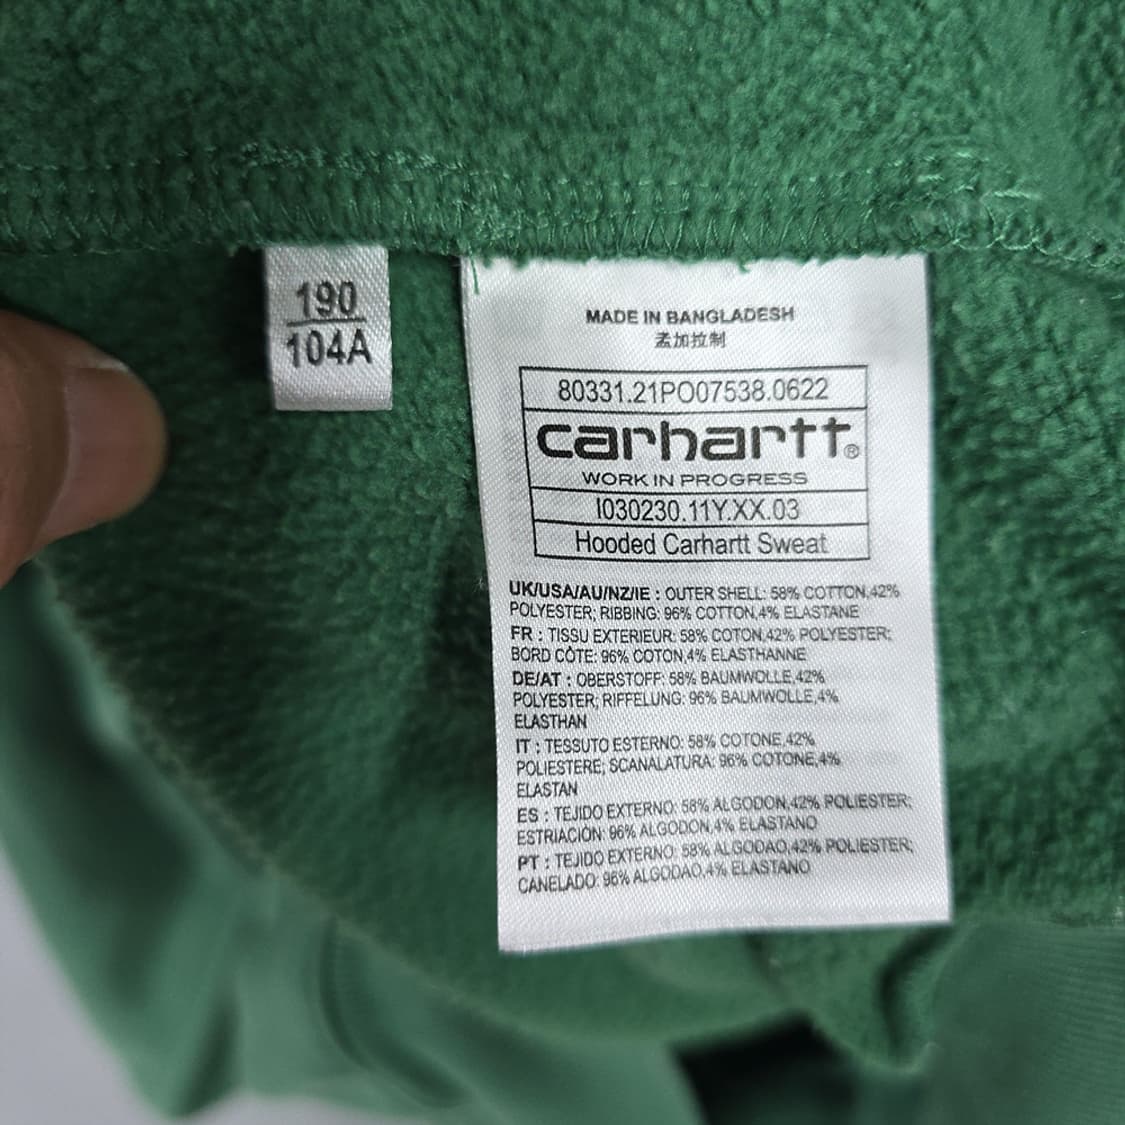 190
104A
MADE IN BANGLADESH
孟加拉制
80331.21PO07538.0622
carhartt®
WORK IN PROGRESS
I030230.11Y.XX.03
Hooded Carhartt Sweat
UK/USA/AU/NZ/IE : OUTER SHELL: 58% COTTON,42%
POLYESTER; RIBBING: 96% COTTON,4% ELASTANE
FR : TISSU EXTERIEUR: 58% COTON,42% POLYESTER;
BORD CÔTE: 96% COTON,4% ELASTHANNE
DE/AT : OBERSTOFF: 58% BAUMWOLLE,42%
POLYESTER; RIFFELUNG: 96% BAUMWOLLE,4%
ELASTHAN
IT : TESSUTO ESTERNO: 58% COTONE,42%
POLIESTERE; SCANALATURA: 96% COTONE,4%
ELASTAN
ES : TEJIDO EXTERNO: 58% ALGODON,42% POLIESTER;
ESTRIACIÓN: 96% ALGODON,4% ELASTANO
PT : TEJIDO EXTERNO: 58% ALGODAO,42% POLIESTER;
CANELADO: 96% ALGODAO,4% ELASTANO